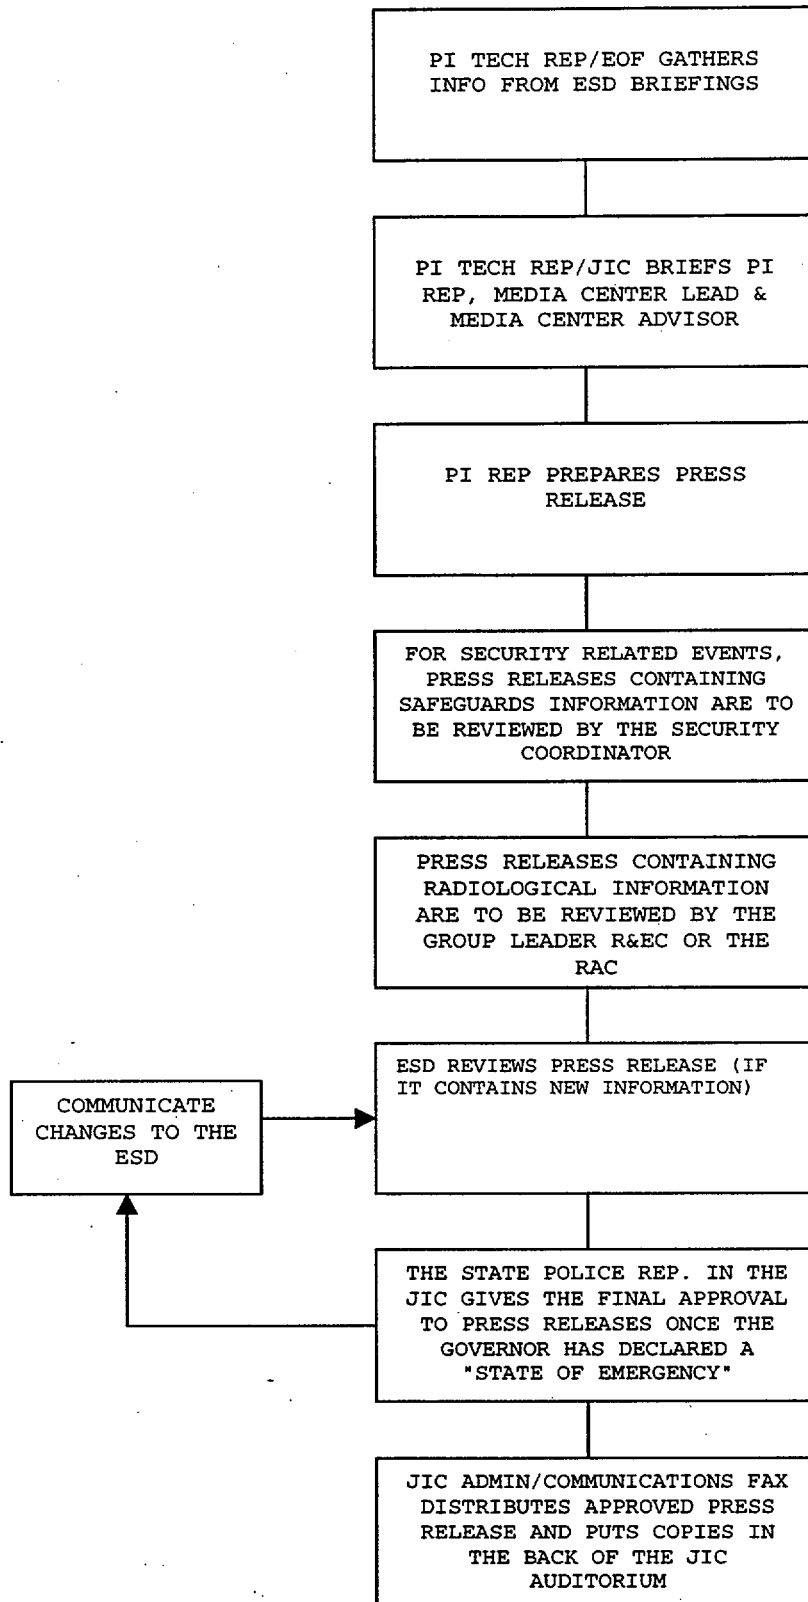 PI TECH REP/EOF GATHERS
INFO FROM ESD BRIEFINGS
PI TECH REP/JIC BRIEFS PI
REP, MEDIA CENTER LEAD &
MEDIA CENTER ADVISOR
PI REP PREPARES PRESS
RELEASE
FOR SECURITY RELATED EVENTS,
PRESS RELEASES CONTAINING
SAFEGUARDS INFORMATION ARE TO
BE REVIEWED BY THE SECURITY
COORDINATOR
PRESS RELEASES CONTAINING
RADIOLOGICAL INFORMATION
ARE TO BE REVIEWED BY THE
GROUP LEADER R&EC OR THE
RAC
ESD REVIEWS PRESS RELEASE (IF
IT CONTAINS NEW INFORMATION)
COMMUNICATE
CHANGES TO THE
ESD
THE STATE POLICE REP. IN THE
JIC GIVES THE FINAL APPROVAL
TO PRESS RELEASES ONCE THE
GOVERNOR HAS DECLARED A
"STATE OF EMERGENCY"
JIC ADMIN/COMMUNICATIONS FAX
DISTRIBUTES APPROVED PRESS
RELEASE AND PUTS COPIES IN
THE BACK OF THE JIC
AUDITORIUM